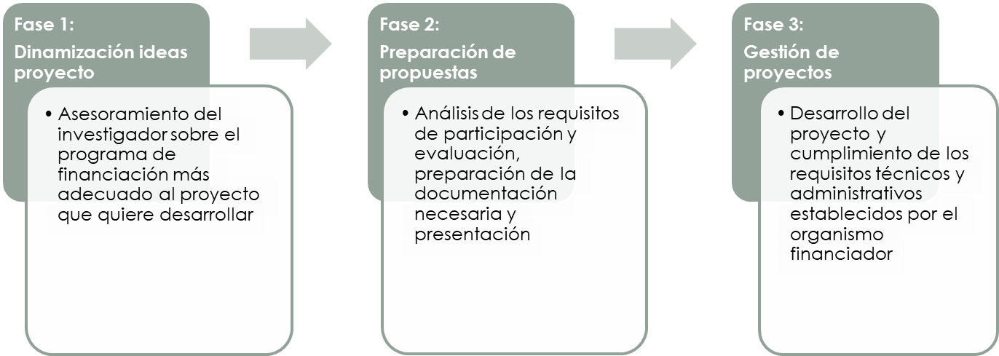 Fase 1:
Dinamización ideas
proyecto
• Asesoramiento del
investigador sobre el
programa de
financiación más
adecuado al proyecto
que quiere desarrollar
Fase 2:
Preparación de
propuestas
• Análisis de los requisitos
de participación y
evaluación,
preparación de la
documentación
necesaria y
presentación
Fase 3:
Gestión de
proyectos
• Desarrollo del
proyecto y
cumplimiento de los
requisitos técnicos y
administrativos
establecidos por el
organismo
financiador